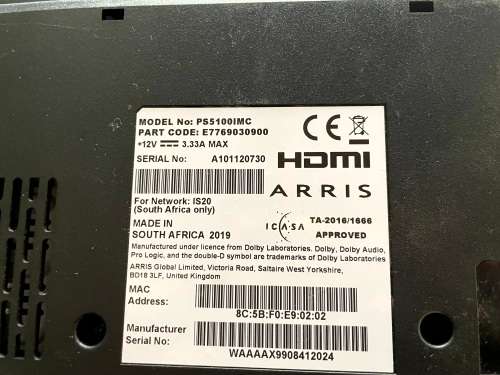 MODEL No: PS5100IMC
PART CODE: E7769030900
+12V 3.33A MAX
SERIAL No: A101120730
CE
HDMI
ARRIS
For Network: IS20
(South Africa only)
MADE IN
SOUTH AFRICA 2019
ICASA
TA-2016/1666
APPROVED
Manufactured under licence from Dolby Laboratories. Dolby, Dolby Audio,
Pro Logic, and the double-D symbol are trademarks of Dolby Laboratories
ARRIS Global Limited, Victoria Road, Saltaire West Yorkshire,
BD18 3LF, United Kingdom
MAC
Address:
8C:5B:F0:E9:02:02
Manufacturer
Serial No:
WAAAAX9908412024